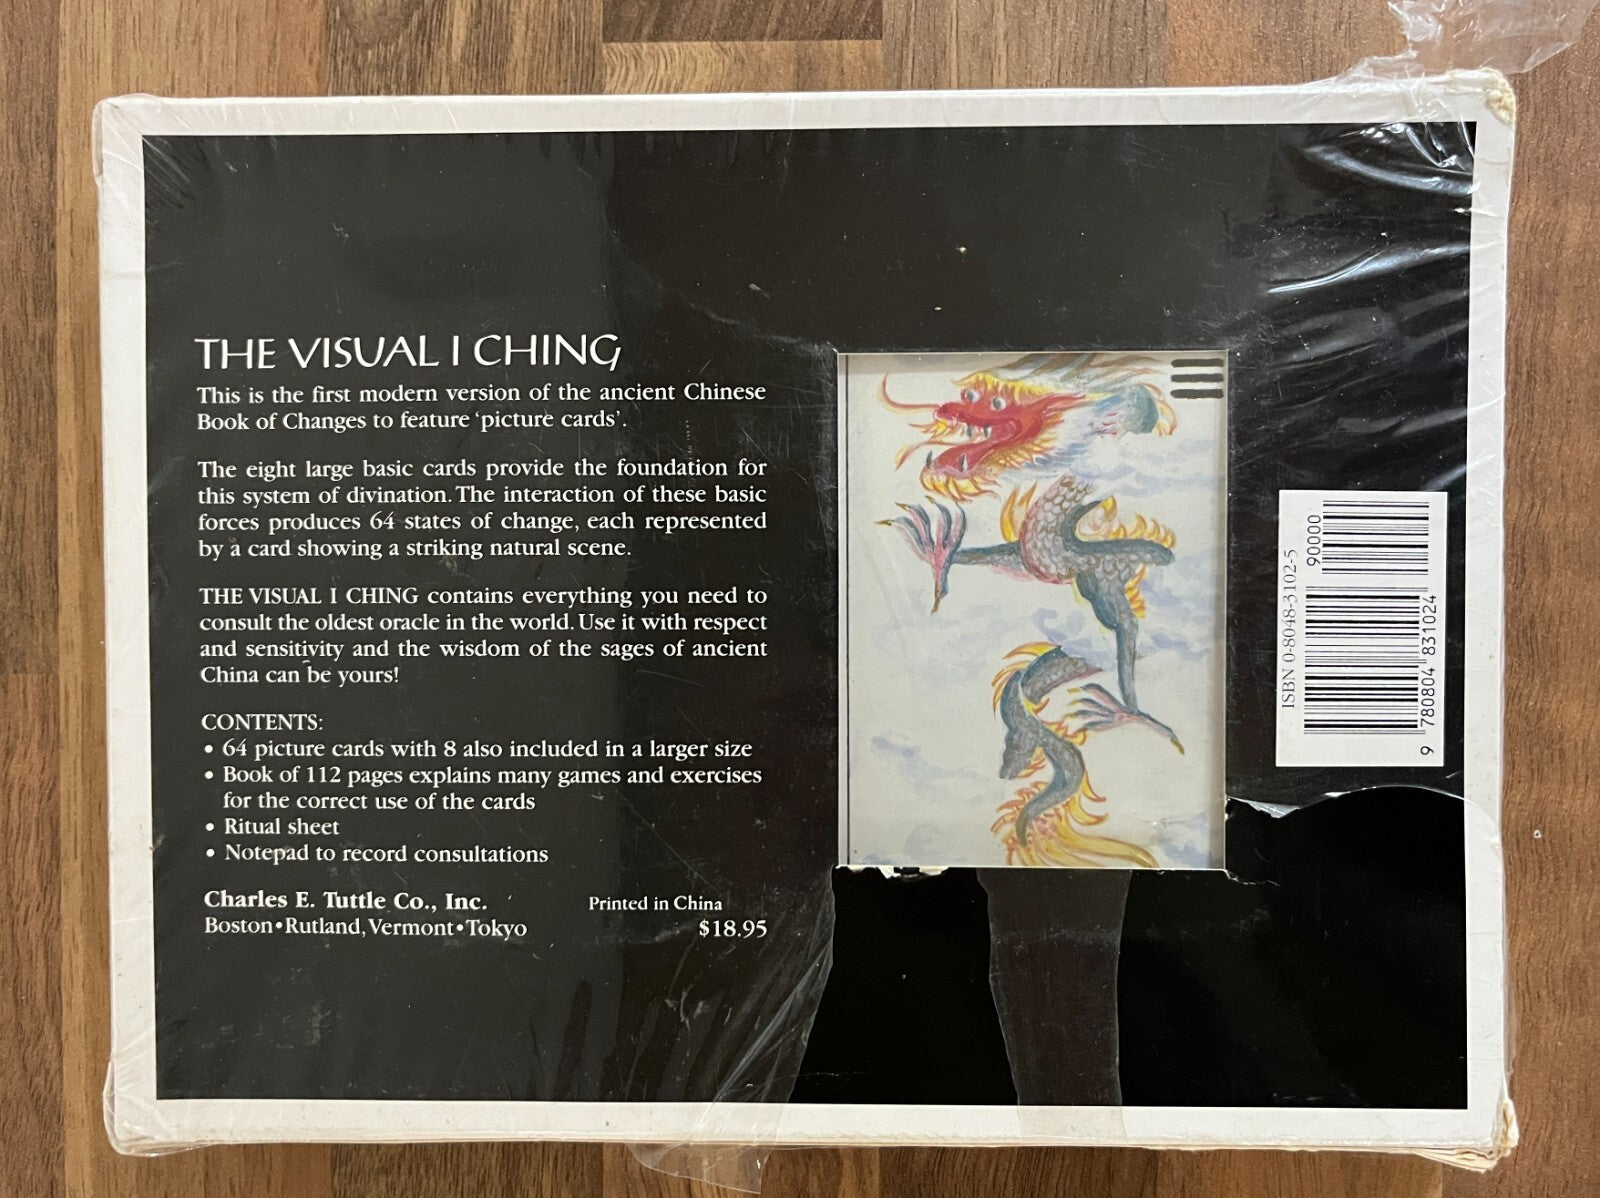 THE VISUAL I CHING
This is the first modern version of the ancient Chinese
Book of Changes to feature 'picture cards'.
The eight large basic cards provide the foundation for
this system of divination. The interaction of these basic
forces produces 64 states of change, each represented
by a card showing a striking natural scene.
THE VISUAL I CHING contains everything you need to
consult the oldest oracle in the world. Use it with respect
and sensitivity and the wisdom of the sages of ancient
China can be yours!
CONTENTS:
• 64 picture cards with 8 also included in a larger size
• Book of 112 pages explains many games and exercises
for the correct use of the cards
• Ritual sheet
• Notepad to record consultations
Charles E. Tuttle Co., Inc.
Boston•Rutland, Vermont•Tokyo
Printed in China
$18.95
ISBN 0-8048-3102-5
90000
9 780804 831024